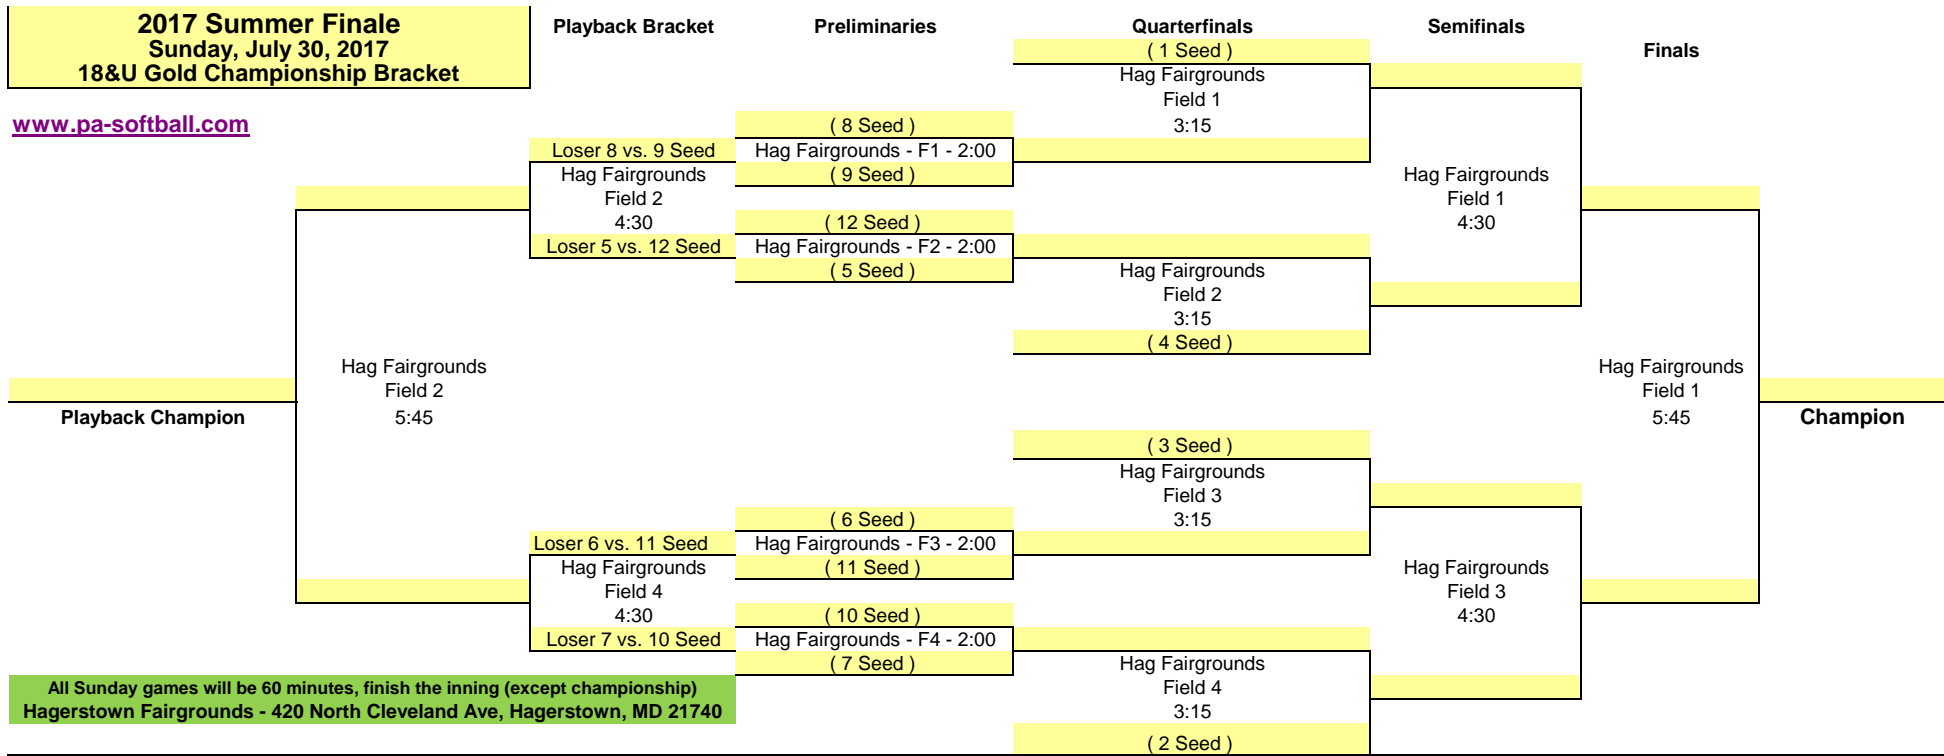 2017 Summer Finale
Sunday, July 30, 2017
18&U Gold Championship Bracket
www.pa-softball.com
Playback Bracket
Preliminaries
Quarterfinals
Semifinals
Finals
( 1 Seed )
Hag Fairgrounds
Field 1
3:15
( 8 Seed )
Loser 8 vs. 9 Seed
Hag Fairgrounds - F1 - 2:00
Hag Fairgrounds
Field 2
4:30
( 9 Seed )
Hag Fairgrounds
Field 1
4:30
( 12 Seed )
Loser 5 vs. 12 Seed
Hag Fairgrounds - F2 - 2:00
( 5 Seed )
Hag Fairgrounds
Field 2
3:15
( 4 Seed )
Hag Fairgrounds
Field 2
5:45
Playback Champion
Hag Fairgrounds
Field 1
5:45
Champion
( 3 Seed )
Hag Fairgrounds
Field 3
3:15
( 6 Seed )
Loser 6 vs. 11 Seed
Hag Fairgrounds - F3 - 2:00
Hag Fairgrounds
Field 4
4:30
( 11 Seed )
Hag Fairgrounds
Field 3
4:30
( 10 Seed )
Loser 7 vs. 10 Seed
Hag Fairgrounds - F4 - 2:00
( 7 Seed )
Hag Fairgrounds
Field 4
3:15
( 2 Seed )
All Sunday games will be 60 minutes, finish the inning (except championship)
Hagerstown Fairgrounds - 420 North Cleveland Ave, Hagerstown, MD 21740